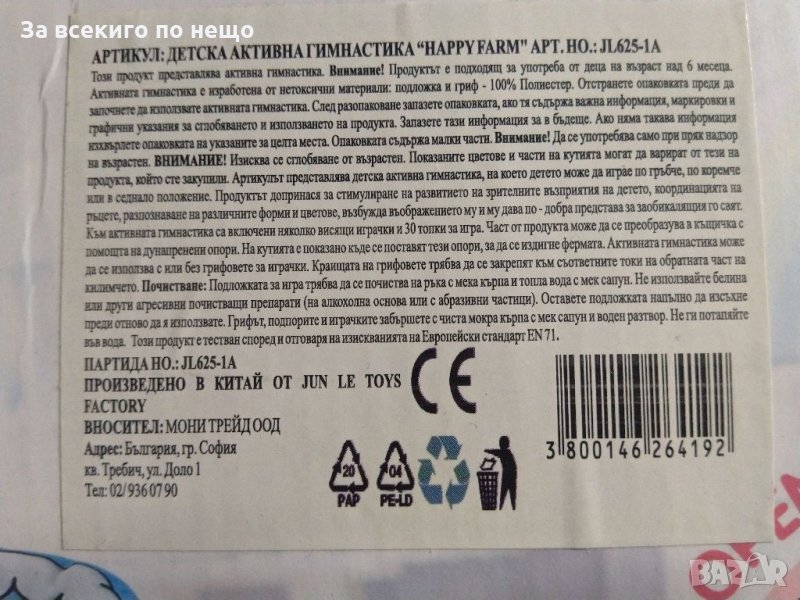 За всекиго по нещо
АРТИКУЛ: ДЕТСКА АКТИВНА ГИМНАСТИКА “HAPPY FARM” АРТ. НО.: JL625-1A
Този продукт представлява активна гимнастика. Внимание! Продуктът е подходящ за употреба от деца на възраст над 6 месеца.
Активната гимнастика е изработена от нетоксични материали: подложка и гриф - 100% Полиестер. Отстранете опаковката преди да
започнете да използвате активната гимнастика. След разопаковане запазете опаковката, ако тя съдържа важна информация, маркировки и
графични указания за сглобяването и използването на продукта. Запазете тази информация за в бъдеще. Ако няма такава информация
изхвърлете опаковката на указаните за целта места. Опаковката съдържа малки части. Внимание! Да се употребява само при пряк надзор
на възрастен. ВНИМАНИЕ! Изисква се сглобяване от възрастен. Показаните цветове и части на кутията могат да варират от тези на
продукта, който сте закупили. Артикулът представлява детска активна гимнастика, на което детето може да играе по гръбче, по коремче
или в седнало положение. Продуктът допринася за стимулиране на развитието на зрителните възприятия на детето, координацията на
ръцете, разпознаване на различните форми и цветове, възбужда въображението му и му дава по - добра представа за заобикалящия го свят.
Към активната гимнастика са включени няколко висящи играчки и 30 топки за игра. Част от продукта може да се преобразува в къщичка с
помощта на дунапренени опори. На кутията е показано къде се поставят тези опори, за да се издигне фермата. Активната гимнастика може
да се използва с или без грифовете за играчки. Краищата на грифовете трябва да се закрепят към съответните токи на обратната част на
килимчето. Почистване: Подложката за игра трябва да се почиства на ръка с мека кърпа и топла вода с мек сапун. Не използвайте белина
или други агресивни почистващи препарати (на алкохолна основа или с абразивни частици). Оставете подложката напълно да изсъхне
преди отново да я използвате. Грифът, подпорите и играчките забършете с чиста мокра кърпа с мек сапун и воден разтвор. Не ги потапяйте
във вода. Този продукт е тестван според и отговаря на изискванията на Европейски стандарт EN 71.
ПАРТИДА НО.: JL625-1A
ПРОИЗВЕДЕНО В КИТАЙ ОТ JUN LE TOYS
FACTORY
ВНОСИТЕЛ: МОНИ ТРЕЙД ООД
Адрес: България, гр. София
кв. Требич, ул. Доло 1
Тел: 02/ 936 07 90
CE
20
PAP
04
PE-LD
3 800146 264192
BAZAR